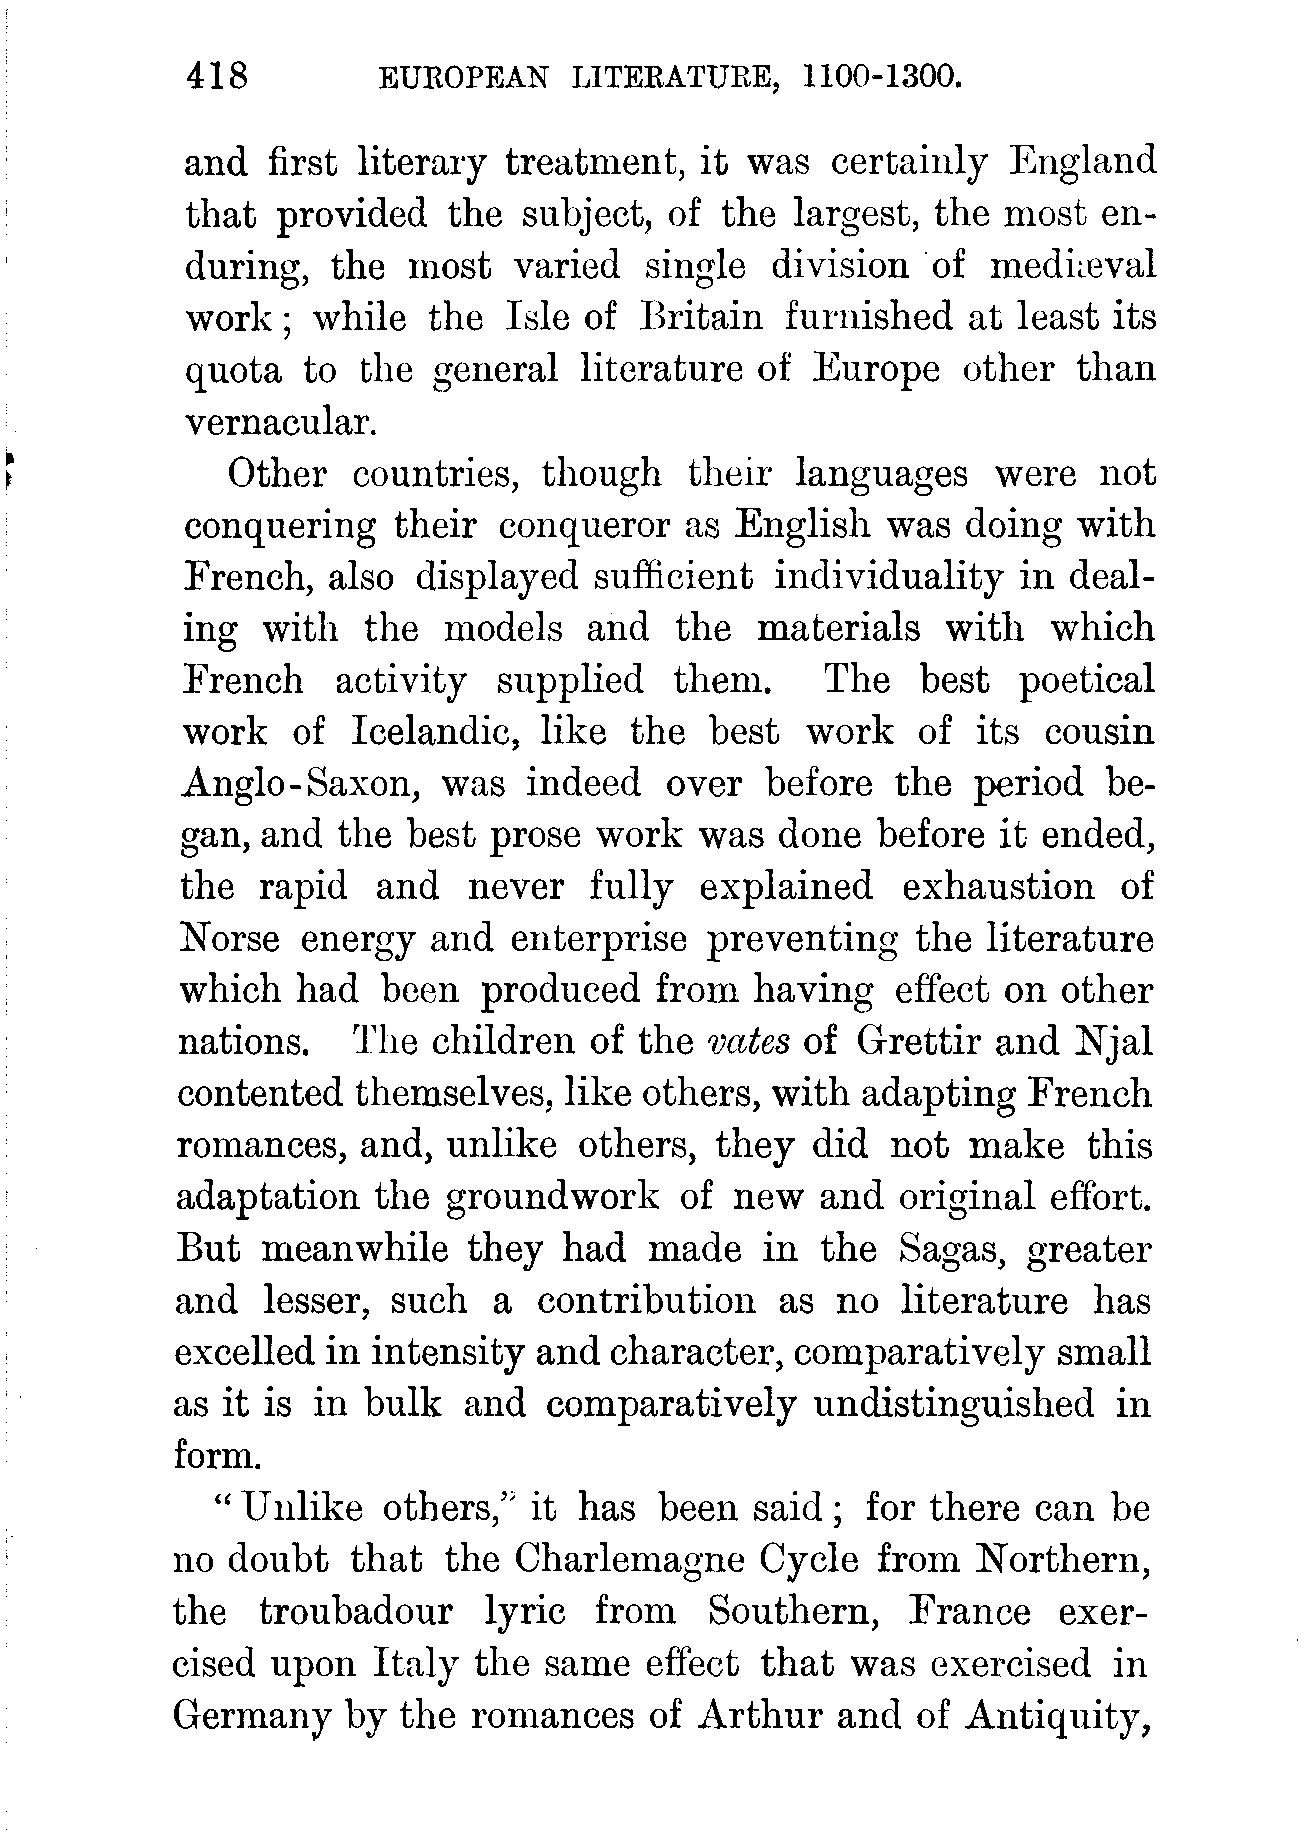 418 EUROPEAN LITERATURE, 1100-1300.
and first literary treatment, it was certainly England
that provided the subject, of the largest, the most en-
during, the most varied single division of mediæval
work; while the Isle of Britain furnished at least its
quota to the general literature of Europe other than
vernacular.
Other countries, though their languages were not
conquering their conqueror as English was doing with
French, also displayed sufficient individuality in deal-
ing with the models and the materials with which
French activity supplied them. The best poetical
work of Icelandic, like the best work of its cousin
Anglo-Saxon, was indeed over before the period be-
gan, and the best prose work was done before it ended,
the rapid and never fully explained exhaustion of
Norse energy and enterprise preventing the literature
which had been produced from having effect on other
nations. The children of the vates of Grettir and Njal
contented themselves, like others, with adapting French
romances, and, unlike others, they did not make this
adaptation the groundwork of new and original effort.
But meanwhile they had made in the Sagas, greater
and lesser, such a contribution as no literature has
excelled in intensity and character, comparatively small
as it is in bulk and comparatively undistinguished in
form.
"Unlike others," it has been said; for there can be
no doubt that the Charlemagne Cycle from Northern,
the troubadour lyric from Southern, France exer-
cised upon Italy the same effect that was exercised in
Germany by the romances of Arthur and of Antiquity,